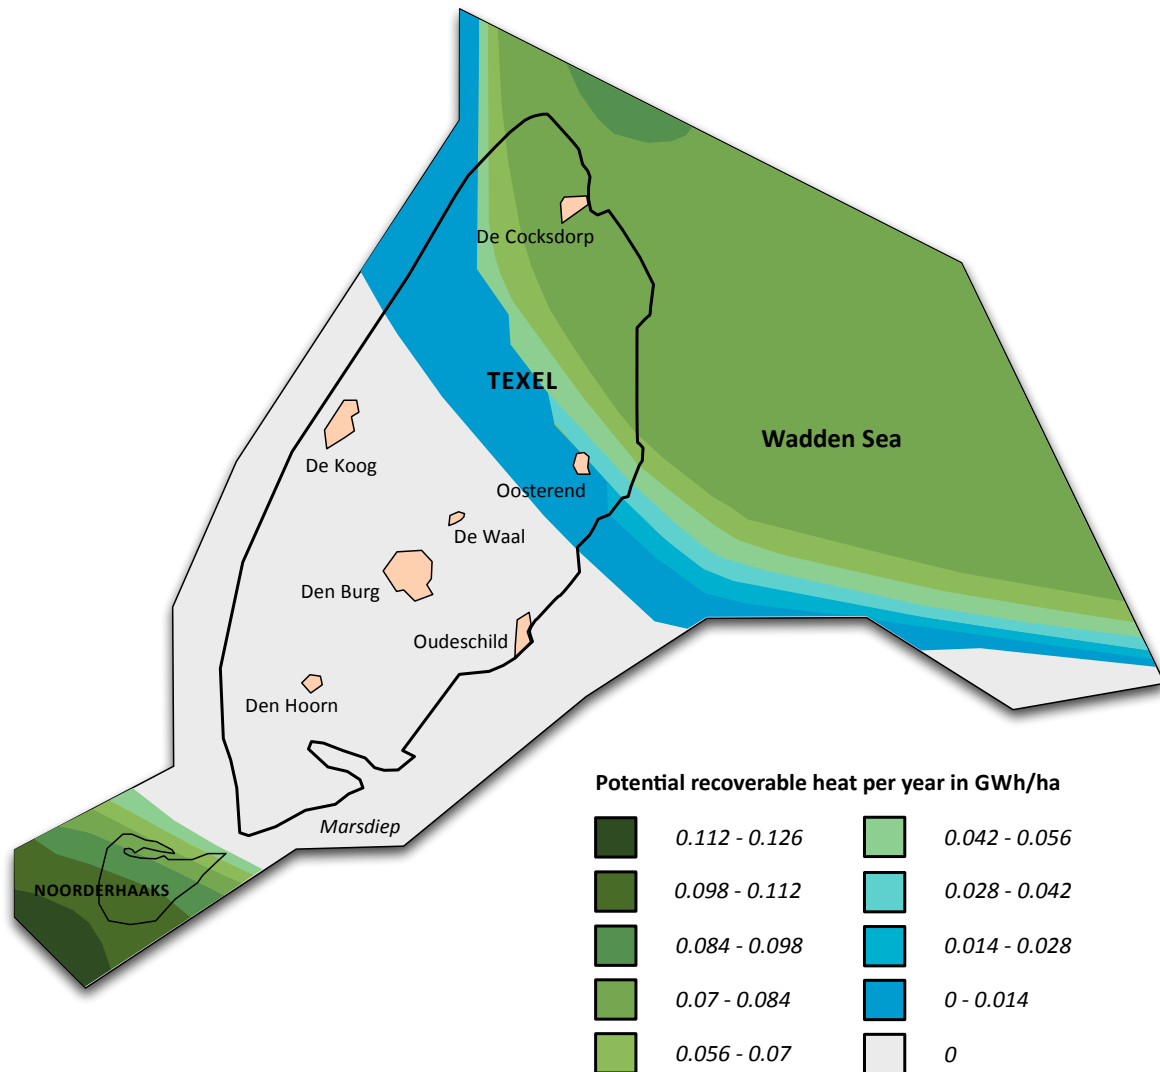 De Cocksdorp
TEXEL
Wadden Sea
De Koog
Oosterend
De Waal
Den Burg
Oudeschild
Den Hoorn
Marsdiep
NOORDERHAAKS
Potential recoverable heat per year in GWh/ha
0.112 - 0.126
0.098 - 0.112
0.084 - 0.098
0.07 - 0.084
0.056 - 0.07
0.042 - 0.056
0.028 - 0.042
0.014 - 0.028
0 - 0.014
0